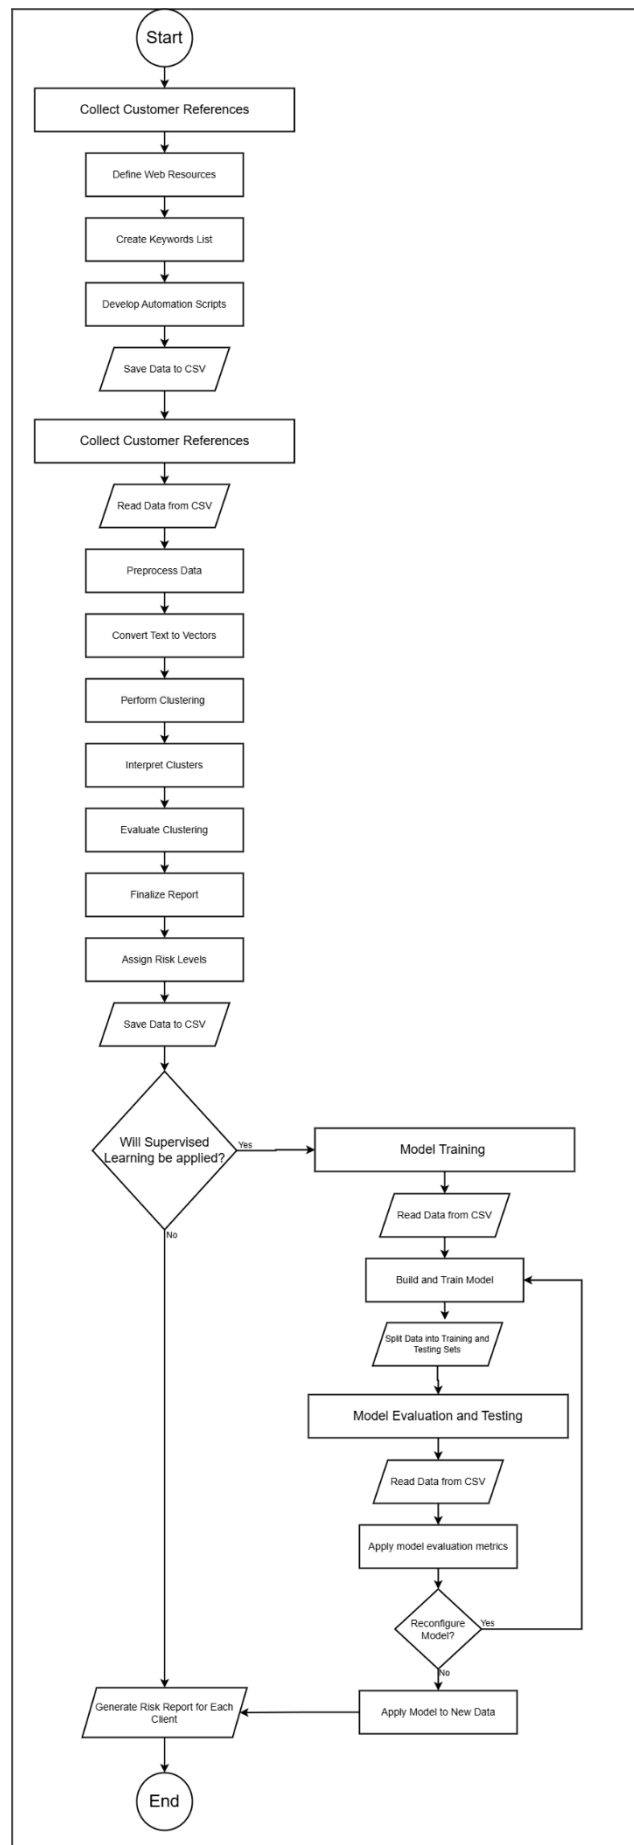 Start
Collect Customer References
Define Web Resources
Create Keywords List
Develop Automation Scripts
Save Data to CSV
Collect Customer References
Read Data from CSV
Preprocess Data
Convert Text to Vectors
Perform Clustering
Interpret Clusters
Evaluate Clustering
Finalize Report
Assign Risk Levels
Save Data to CSV
Will Supervised
Learning be applied?
Yes
No
Model Training
Read Data from CSV
Build and Train Model
Split Data into Training and
Testing Sets
Model Evaluation and Testing
Read Data from CSV
Apply model evaluation metrics
Reconfigure
Model?
Yes
No
Apply Model to New Data
Generate Risk Report for Each
Client
End